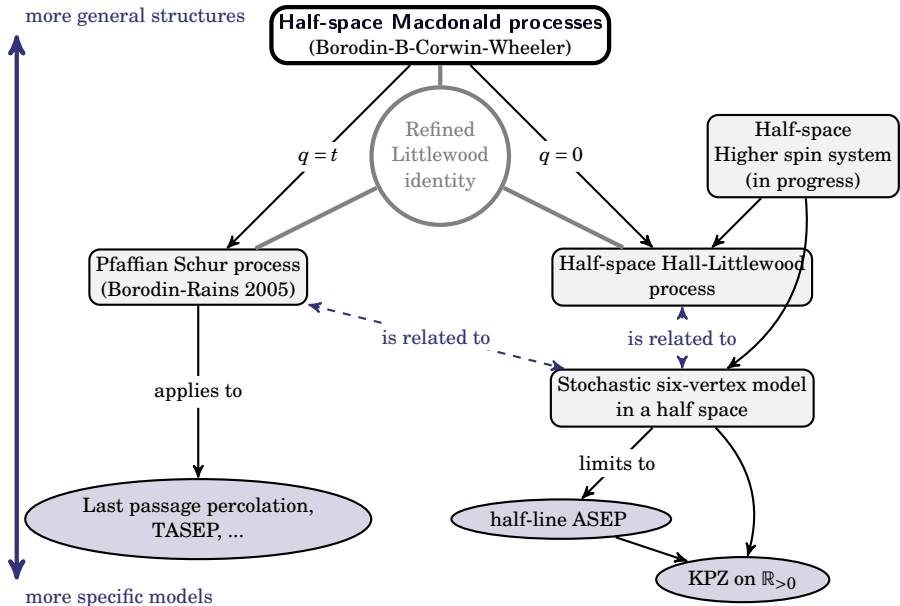 more general structures
Half-space Macdonald processes
(Borodin-B-Corwin-Wheeler)
Refined
Littlewood
identity
q = t
q = 0
Half-space
Higher spin system
(in progress)
Pfaffian Schur process
(Borodin-Rains 2005)
Half-space Hall-Littlewood
process
is related to
is related to
applies to
Stochastic six-vertex model
in a half space
limits to
Last passage percolation,
TASEP, ...
half-line ASEP
KPZ on ℝ>0
more specific models